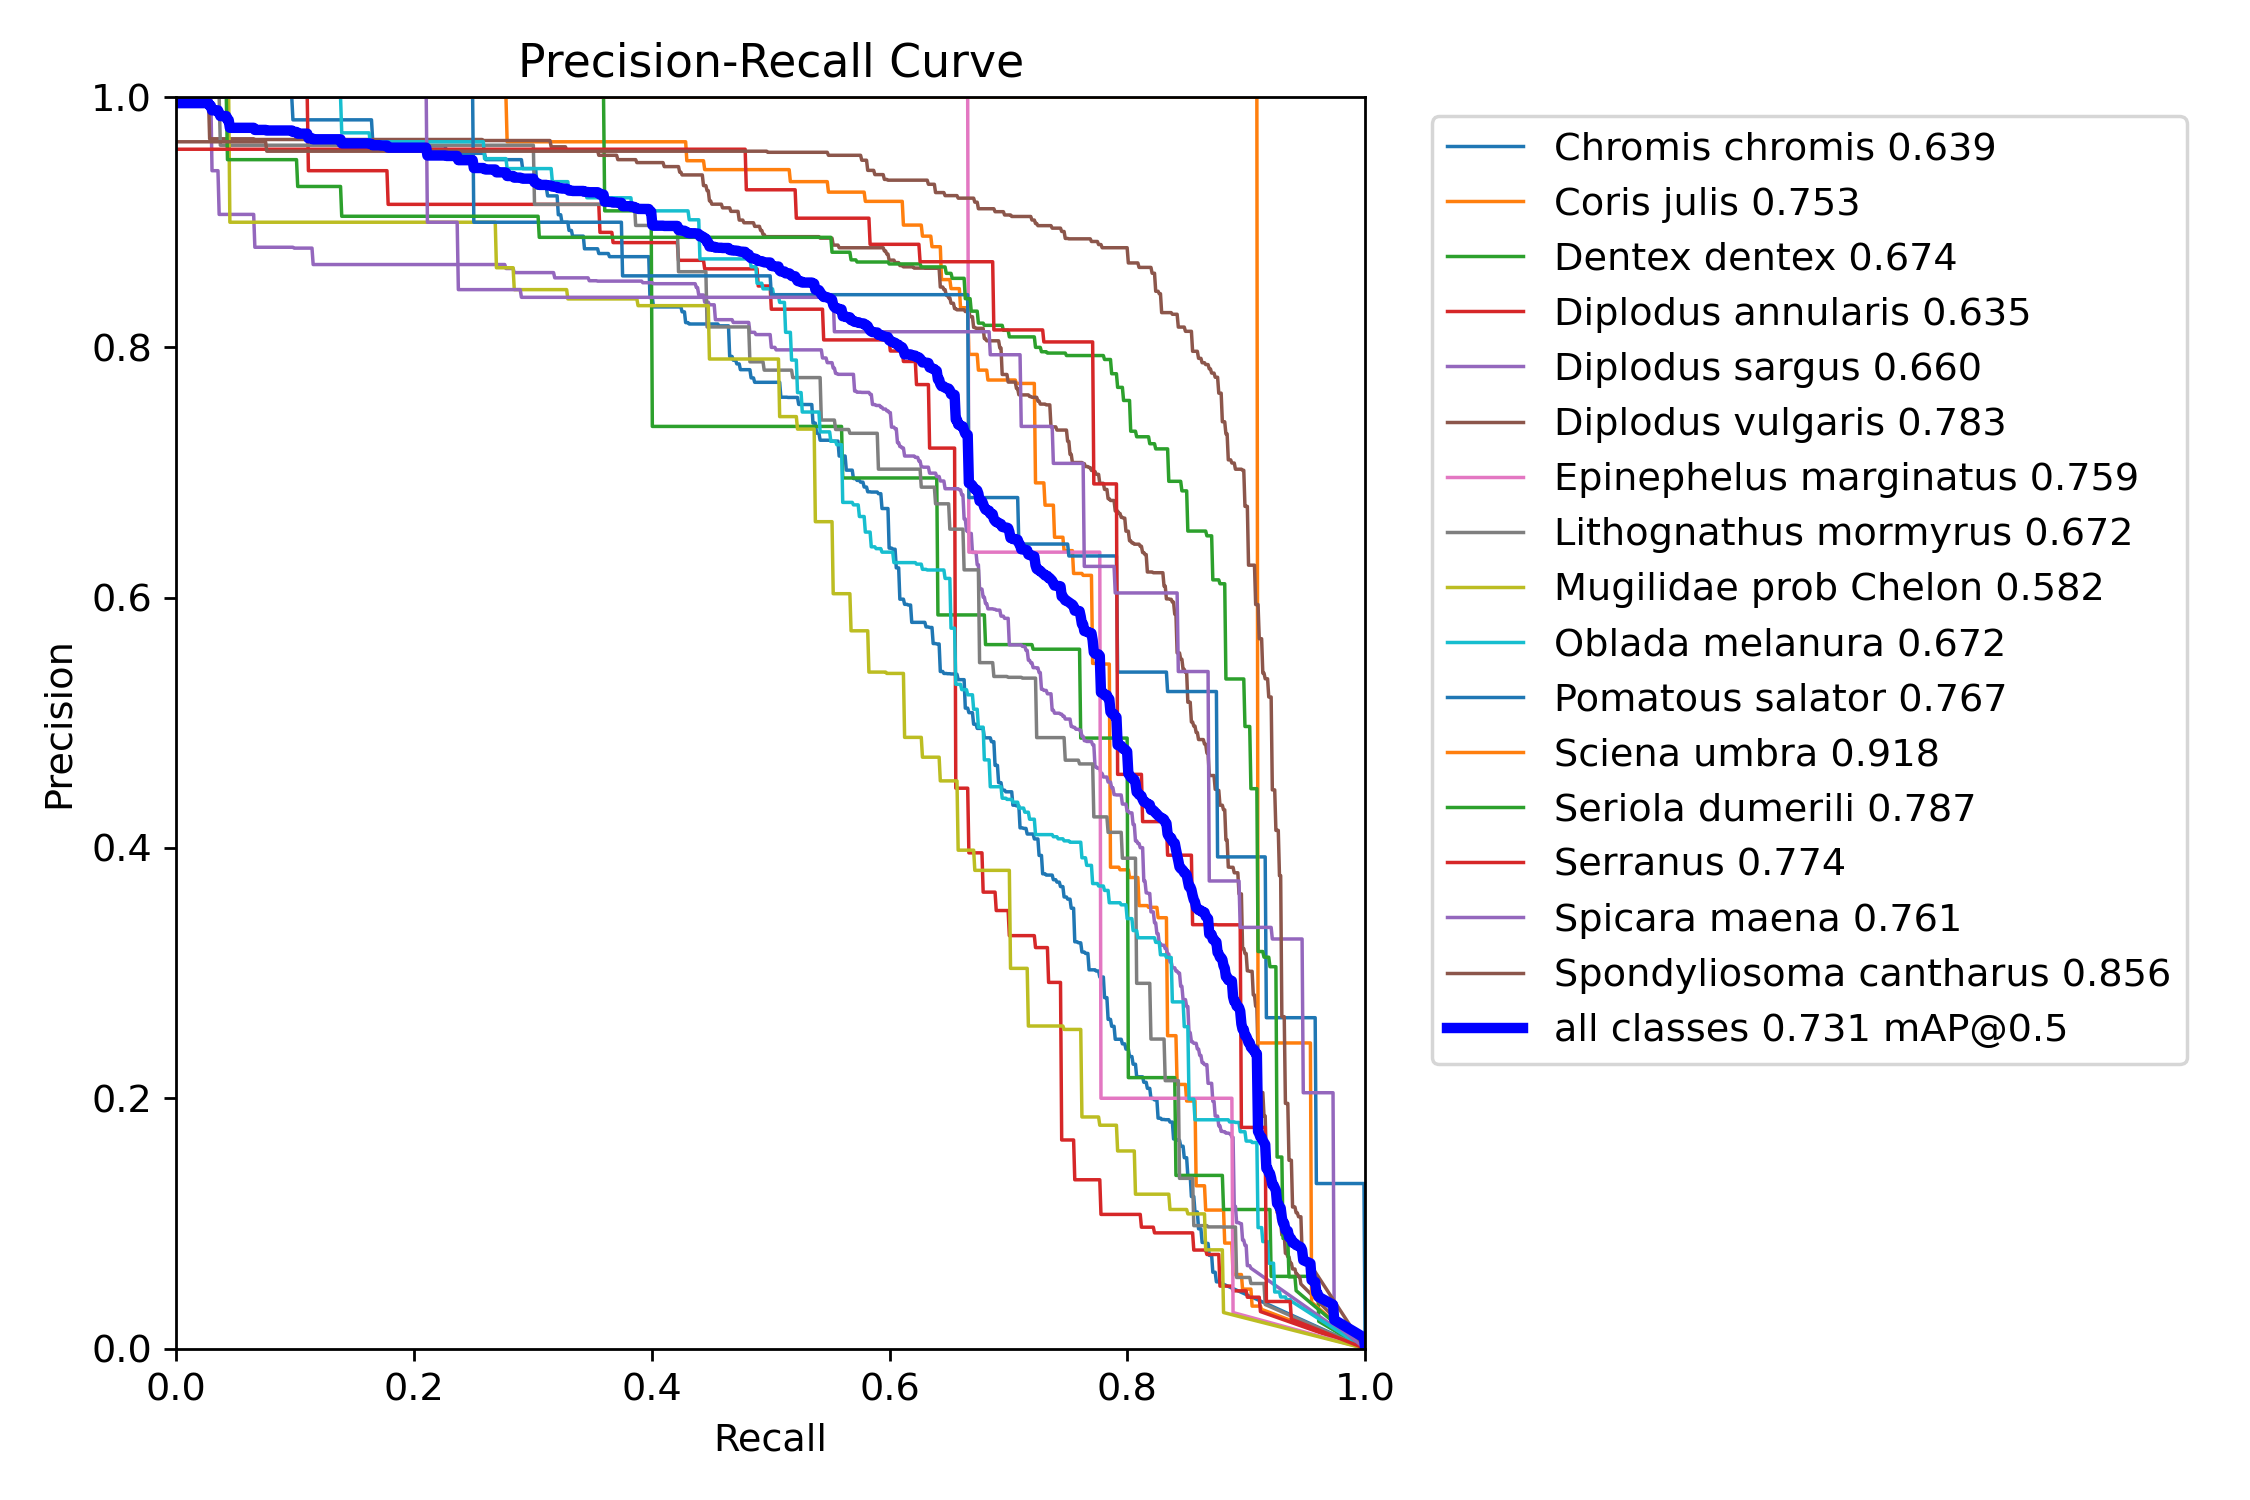 Precision-Recall Curve
1.0
0.8
0.6
0.4
0.2
0.0
Precision
0.0 0.2 0.4 0.6 0.8 1.0
Recall
Chromis chromis 0.639
Coris julis 0.753
Dentex dentex 0.674
Diplodus annularis 0.635
Diplodus sargus 0.660
Diplodus vulgaris 0.783
Epinephelus marginatus 0.759
Lithognathus mormyrus 0.672
Mugilidae prob Chelon 0.582
Oblada melanura 0.672
Pomatous salator 0.767
Sciena umbra 0.918
Seriola dumerili 0.787
Serranus 0.774
Spicara maena 0.761
Spondyliosoma cantharus 0.856
all classes 0.731 mAP@0.5